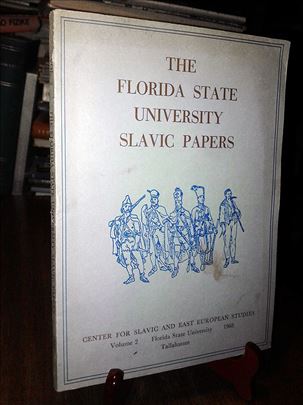 THE
FLORIDA STATE
UNIVERSITY
SLAVIC PAPERS
CENTER FOR SLAVIC AND EAST EUROPEAN STUDIES
Volume 2 Florida State University 1968
Tallahassee
O FIZIKE